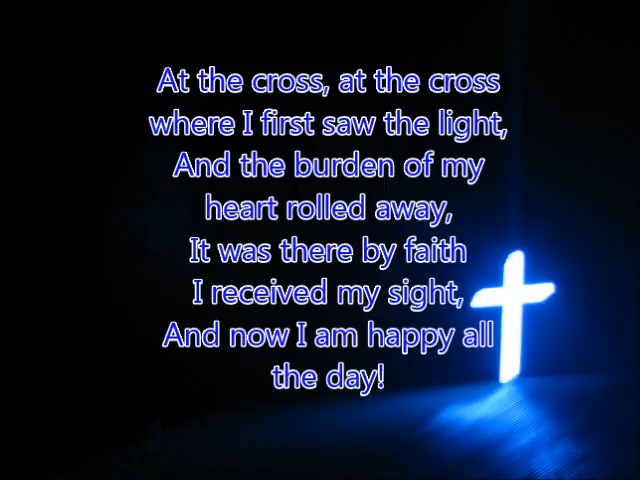 At the cross, at the cross
where I first saw the light,
And the burden of my
heart rolled away,
It was there by faith
I received my sight,
And now I am happy all
the day!